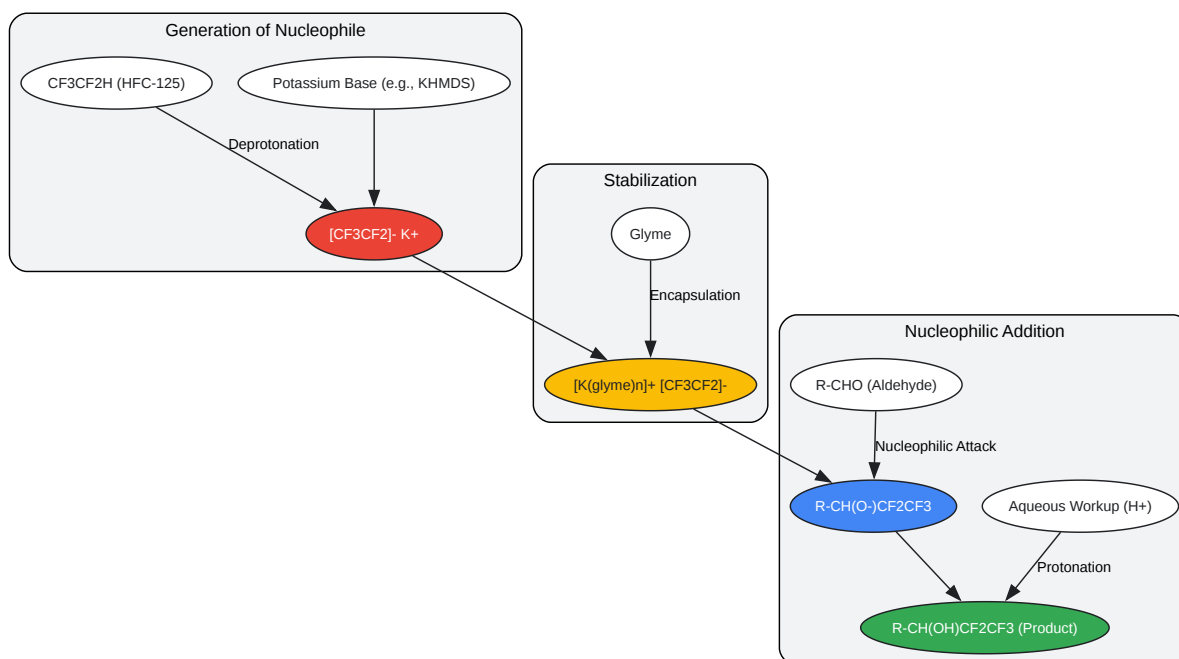 Generation of Nucleophile
CF3CF2H (HFC-125)
Potassium Base (e.g., KHMDS)
Deprotonation
[CF3CF2]- K+
Stabilization
Glyme
Encapsulation
[K(glyme)n]+ [CF3CF2]-
Nucleophilic Addition
R-CHO (Aldehyde)
Nucleophilic Attack
R-CH(O-)CF2CF3
Aqueous Workup (H+)
Protonation
R-CH(OH)CF2CF3 (Product)